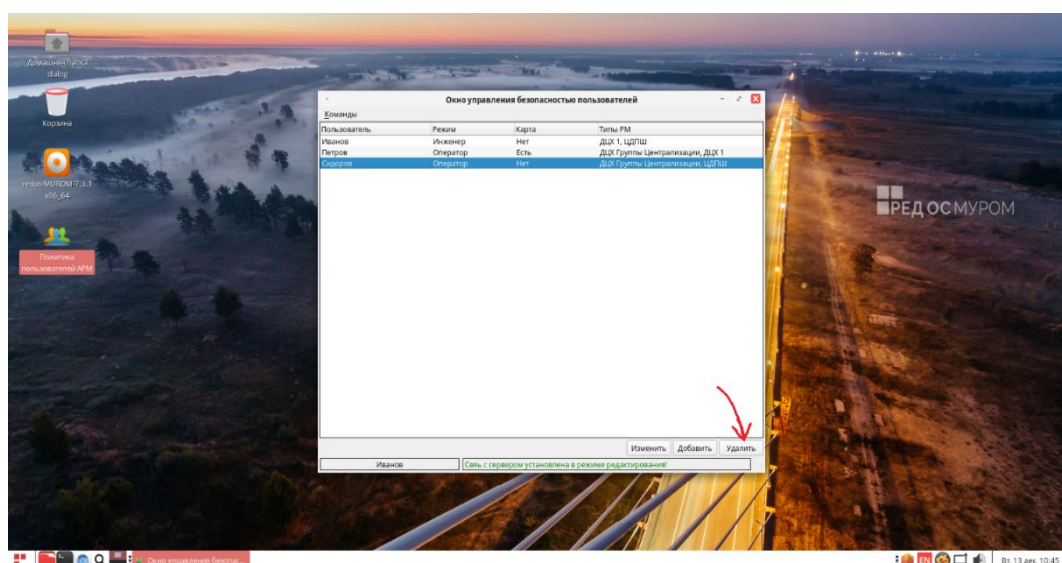 Домашняя папка
dialog
Корзина
redos-MUROM-7.3.1
x86_64
Политика
пользователей АРМ
Окно управления безопасностью пользователей
Команды
Пользователь Режим Карта Типы РМ
Иванов Инженер Нет ДЦХ 1, ЦДПШ
Петров Оператор Есть ДЦХ Группы Централизации, ДЦХ 1
Сидоров Оператор Нет ДЦХ Группы Централизации, ЦДПШ
РЕД ОС МУРОМ
Изменить Добавить Удалить
Иванов Свяь с сервером установлена в режиме редактирования!
Окно управления безопас...
EN Вт, 13 дек, 10:45